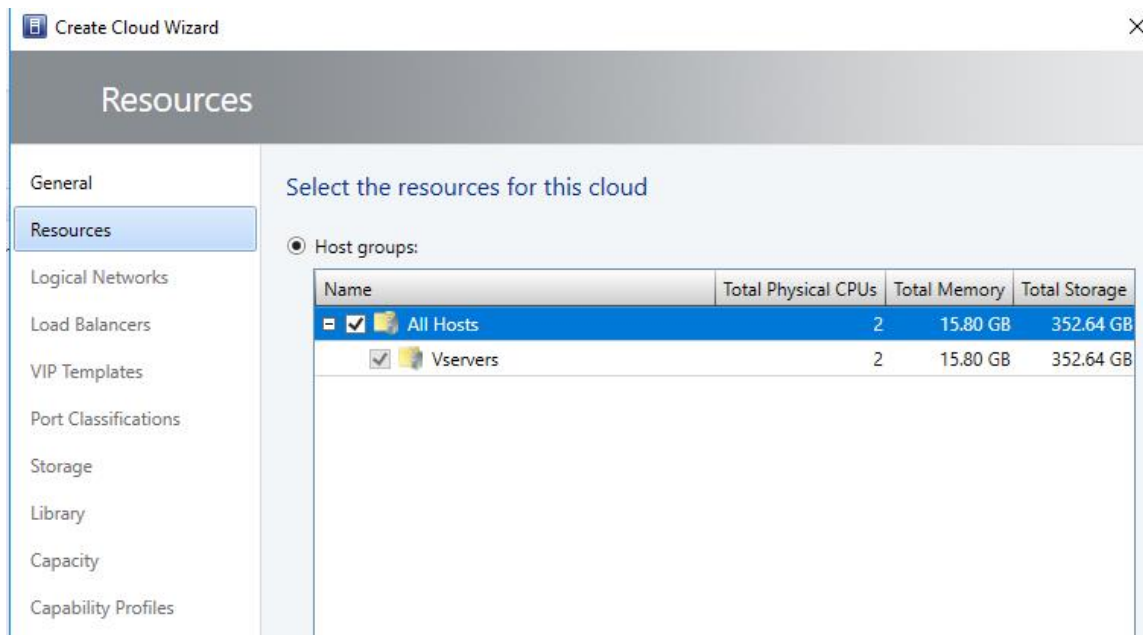 Create Cloud Wizard
Resources
General
Resources
Logical Networks
Load Balancers
VIP Templates
Port Classifications
Storage
Library
Capacity
Capability Profiles
Select the resources for this cloud
Host groups:
Name Total Physical CPUs Total Memory Total Storage
All Hosts 2 15.80 GB 352.64 GB
Vservers 2 15.80 GB 352.64 GB